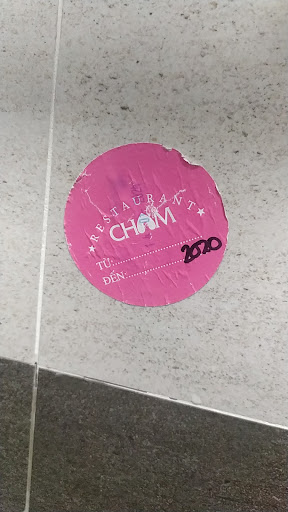 ★ RESTAURANT ★
CHAM
TỪ:
ĐẾN:
2020